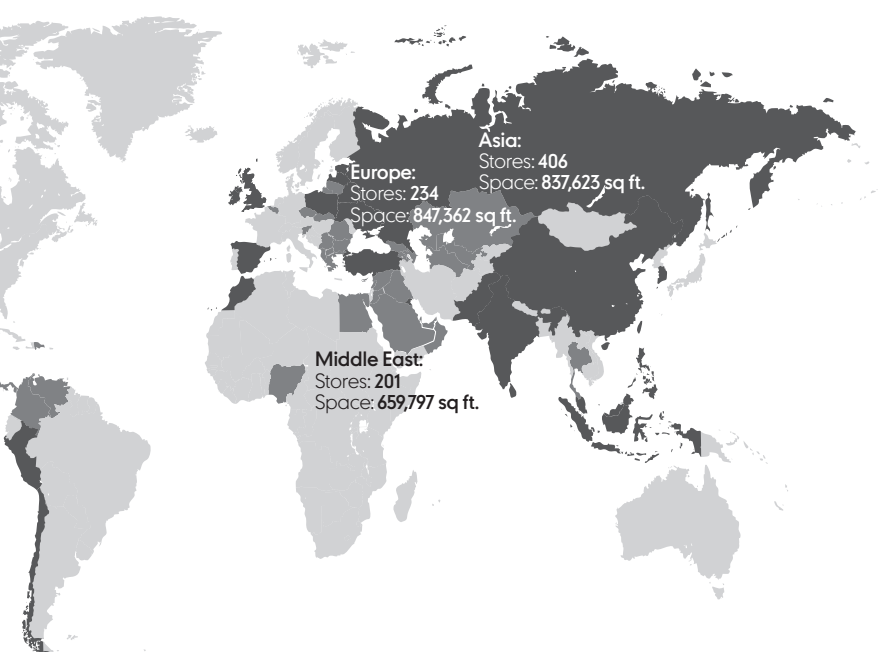 Asia:
Stores: 406
Space: 837,623 sq ft.
Europe:
Stores: 234
Space: 847,362 sq ft.
Middle East:
Stores: 201
Space: 659,797 sq ft.